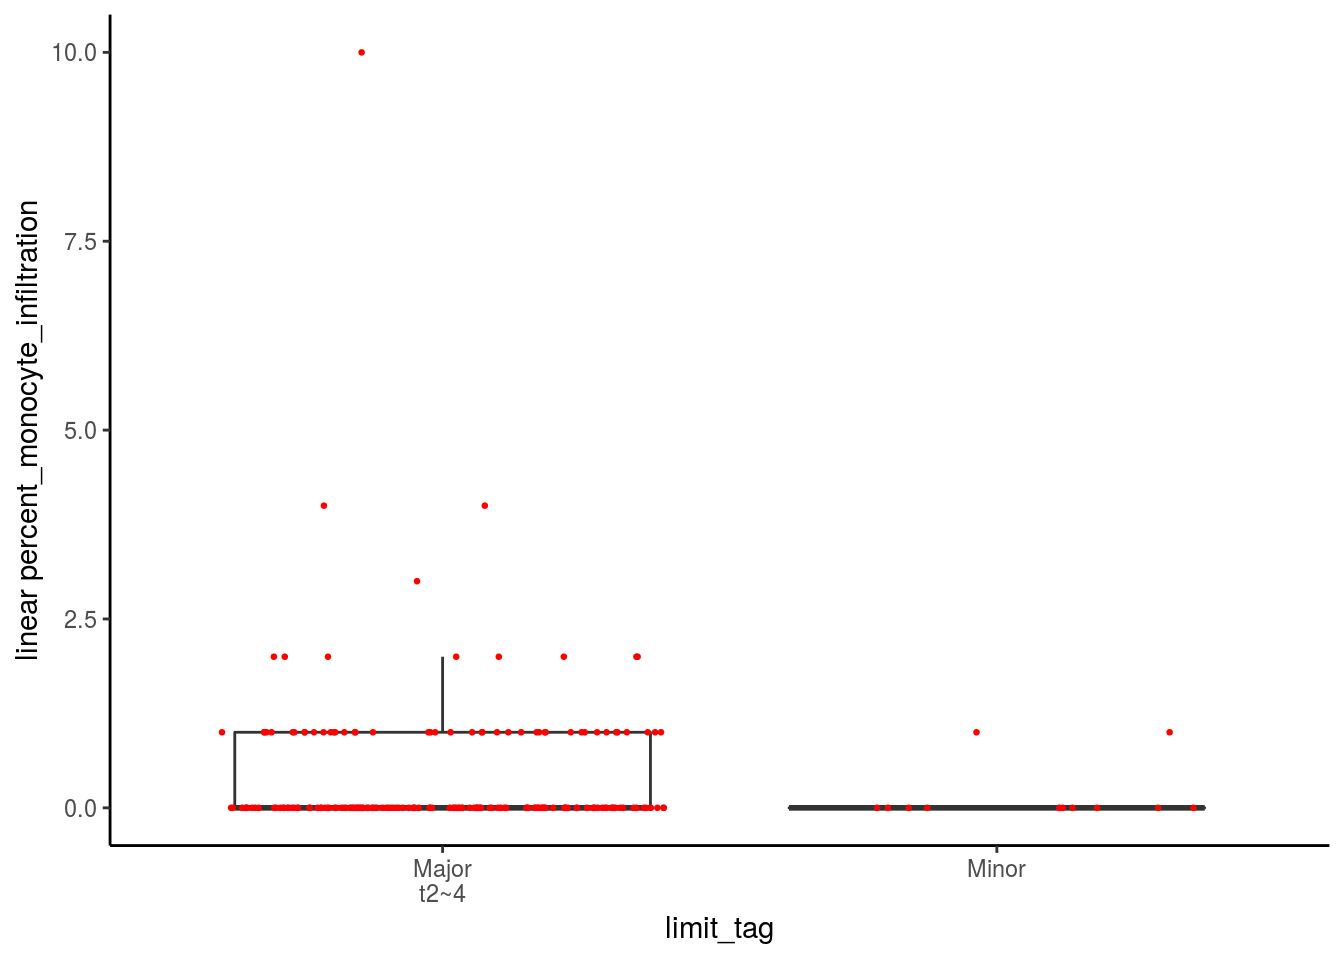 linear percent_monocyte_infiltration
10.0
7.5
5.0
2.5
0.0
Major
t2~4
Minor
limit_tag